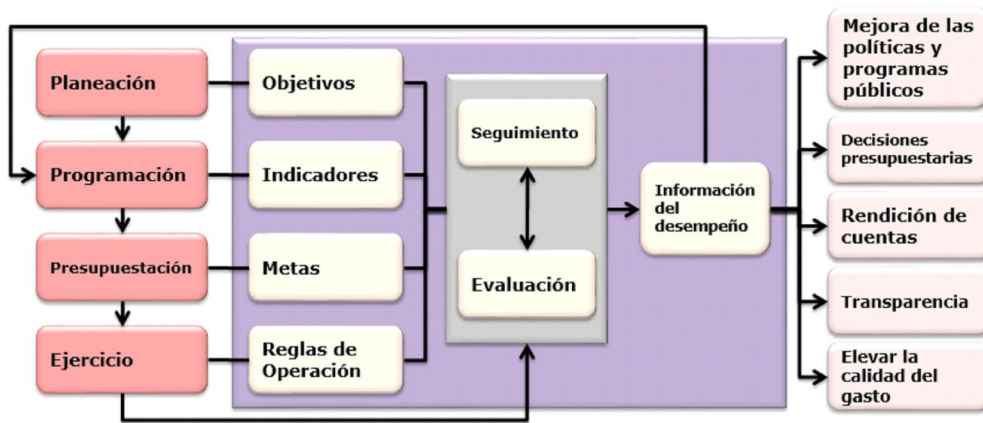 Planeación
Programación
Presupuestación
Ejercicio
Objetivos
Indicadores
Metas
Reglas de
Operación
Seguimiento
Evaluación
Información
del
desempeño
Mejora de las
políticas y
programas
públicos
Decisiones
presupuestarias
Rendición de
cuentas
Transparencia
Elevar la
calidad del
gasto